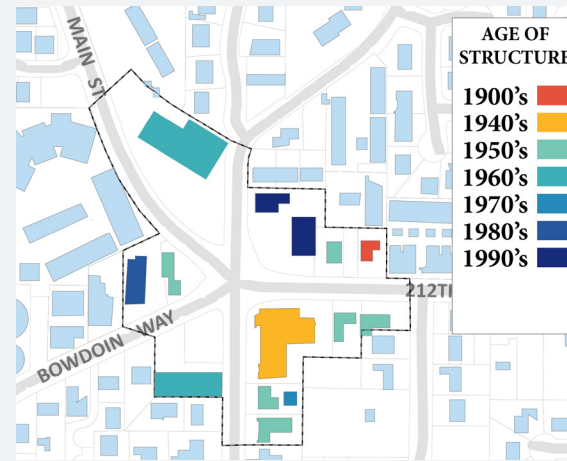 MAIN ST
AGE OF
STRUCTURE
1900's
1940's
1950's
1960's
1970's
1980's
1990's
212TH
BOWDOIN WAY